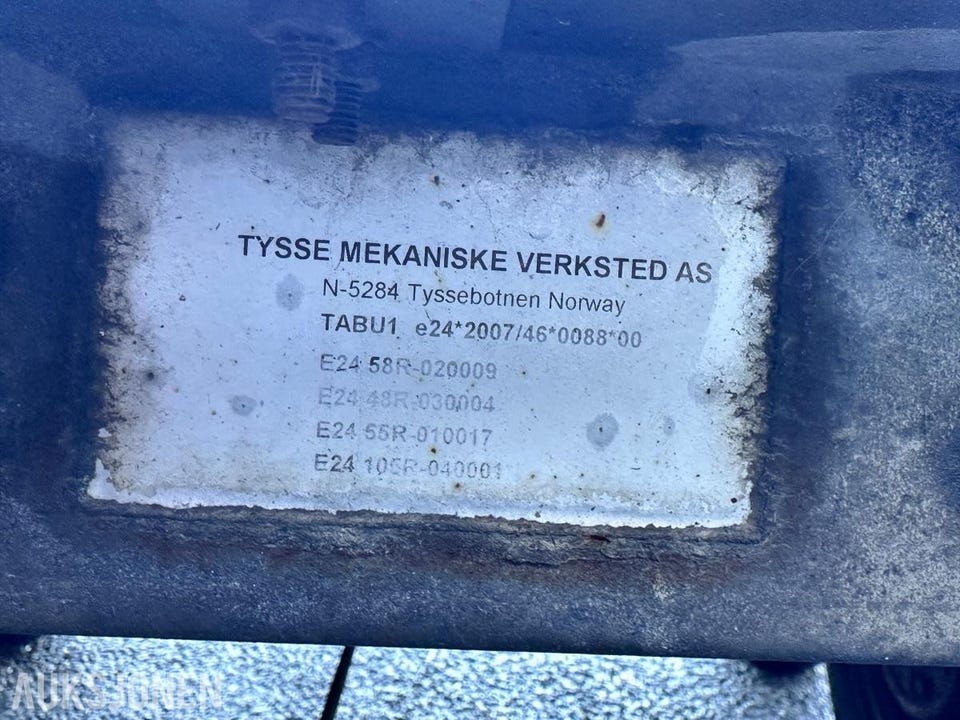 TYSSE MEKANISKE VERKSTED AS
N-5284 Tyssebotnen Norway
TABU1 e24*2007/46*0088*00
E24 58R-020009
E24 48R-030004
E24 55R-010017
E24 105R-040001
AUKSJONEN